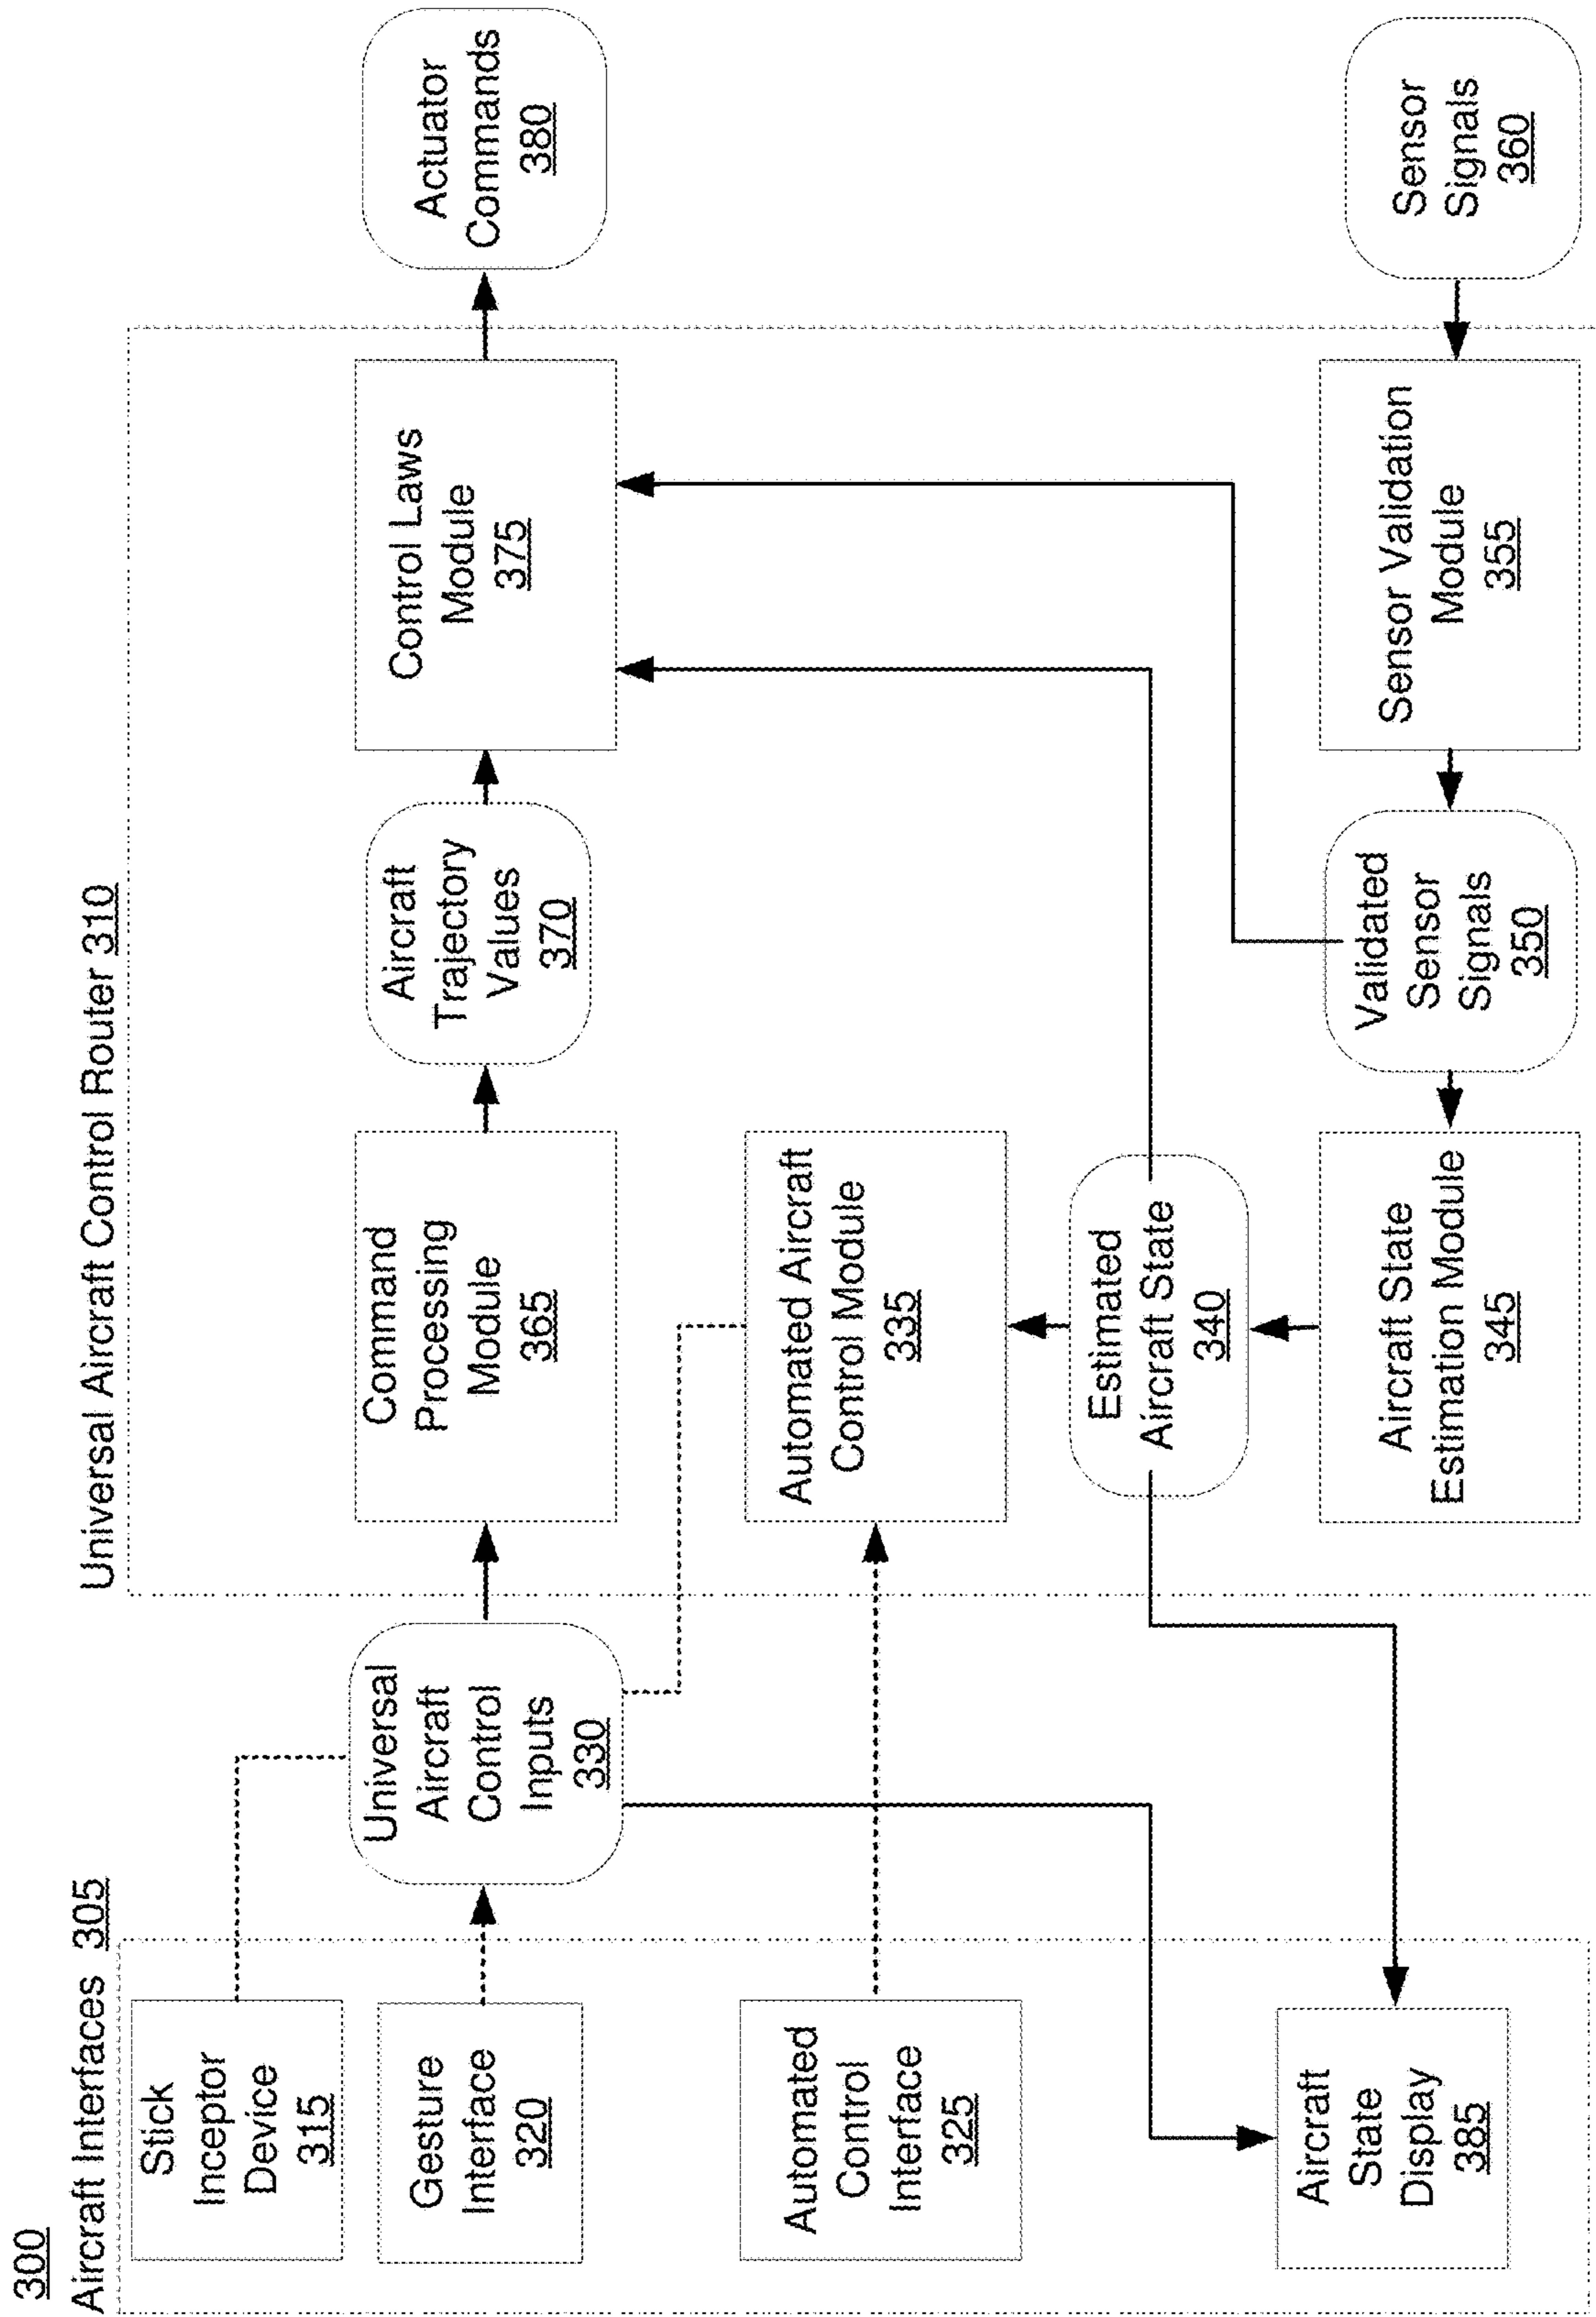 300
Aircraft Interfaces 305
Stick
Inceptor
Device
315
Gesture
Interface
320
Automated
Control
Interface
325
Aircraft
State
Display
385
Universal
Aircraft
Control
Inputs
330
Universal Aircraft Control Router 310
Command
Processing
Module
365
Aircraft
Trajectory
Values
370
Control Laws
Module
375
Actuator
Commands
380
Automated Aircraft
Control Module
335
Estimated
Aircraft State
340
Aircraft State
Estimation Module
345
Validated
Sensor
Signals
350
Sensor Validation
Module
355
Sensor
Signals
360